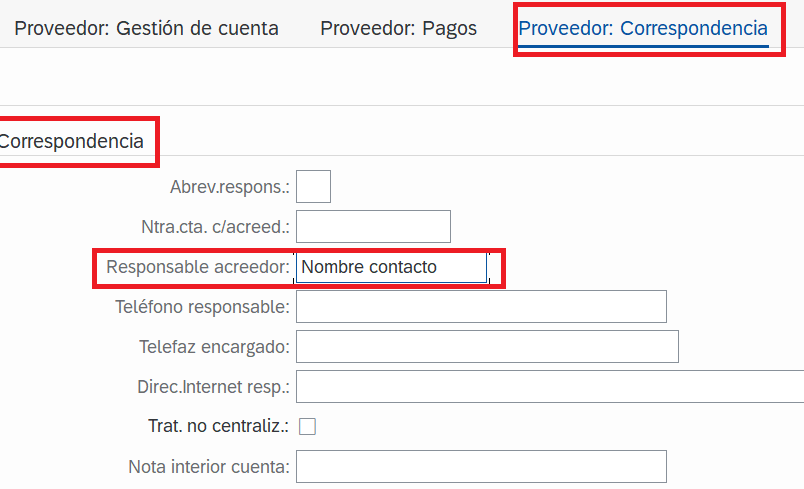 Proveedor: Gestión de cuenta Proveedor: Pagos Proveedor: Correspondencia
Correspondencia
Abrev.respons.:
Ntra.cta. c/acreed.:
Responsable acreedor: Nombre contacto
Teléfono responsable:
Telefaz encargado:
Direc.Internet resp.:
Trat. no centraliz.:
Nota interior cuenta: